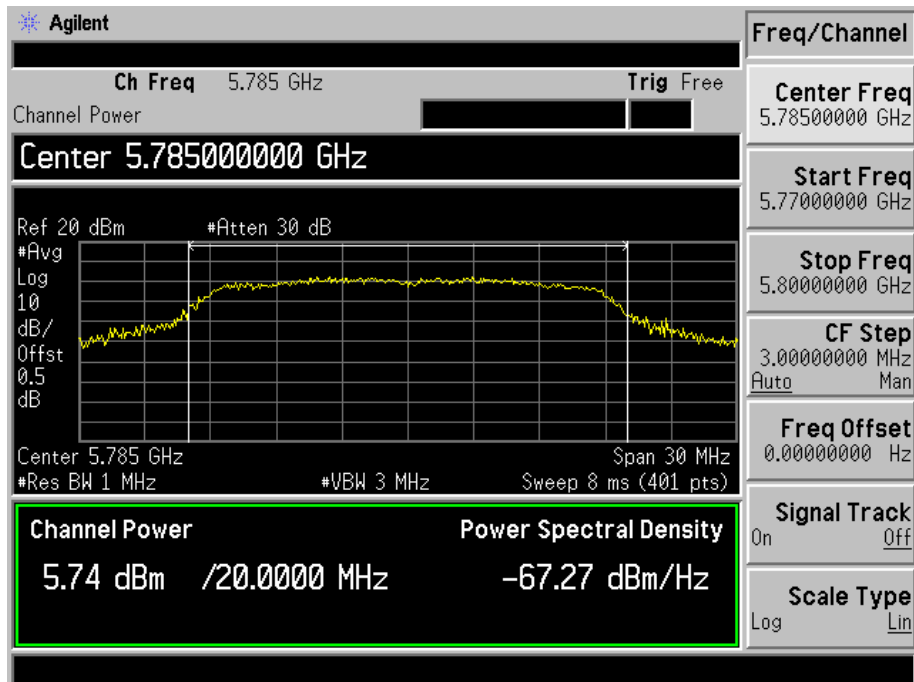 Agilent
Freq/Channel
Ch Freq 5.785 GHz Trig Free
Channel Power
Center 5.785000000 GHz
Ref 20 dBm #Atten 30 dB
#Avg
Log
10
dB/
Offst
0.5
dB
Center 5.785 GHz Span 30 MHz
#Res BW 1 MHz #VBW 3 MHz Sweep 8 ms (401 pts)
Channel Power Power Spectral Density
5.74 dBm /20.0000 MHz -67.27 dBm/Hz
Center Freq
5.78500000 GHz
Start Freq
5.77000000 GHz
Stop Freq
5.80000000 GHz
CF Step
3.00000000 MHz
Auto Man
Freq Offset
0.00000000 Hz
Signal Track
On Off
Scale Type
Log Lin